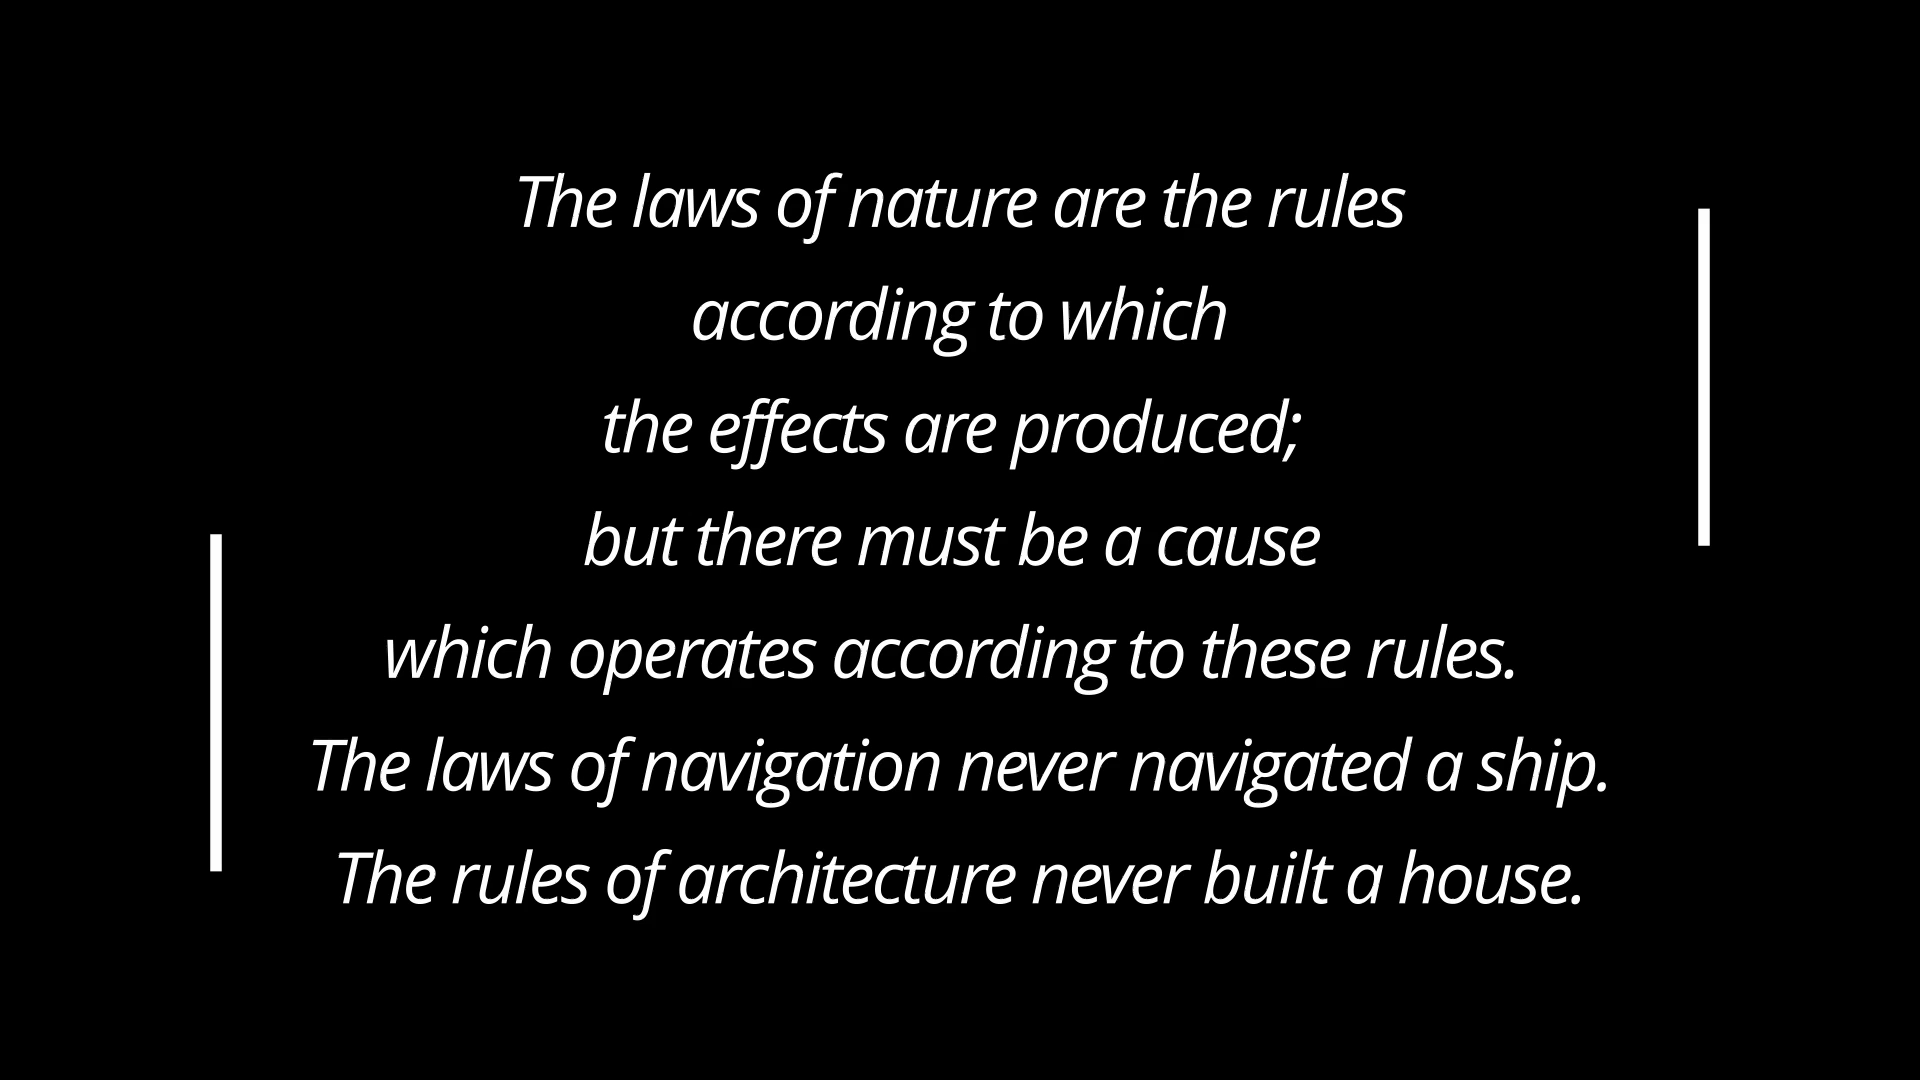 The laws of nature are the rules
according to which
the effects are produced;
but there must be a cause
which operates according to these rules.
The laws of navigation never navigated a ship.
The rules of architecture never built a house.